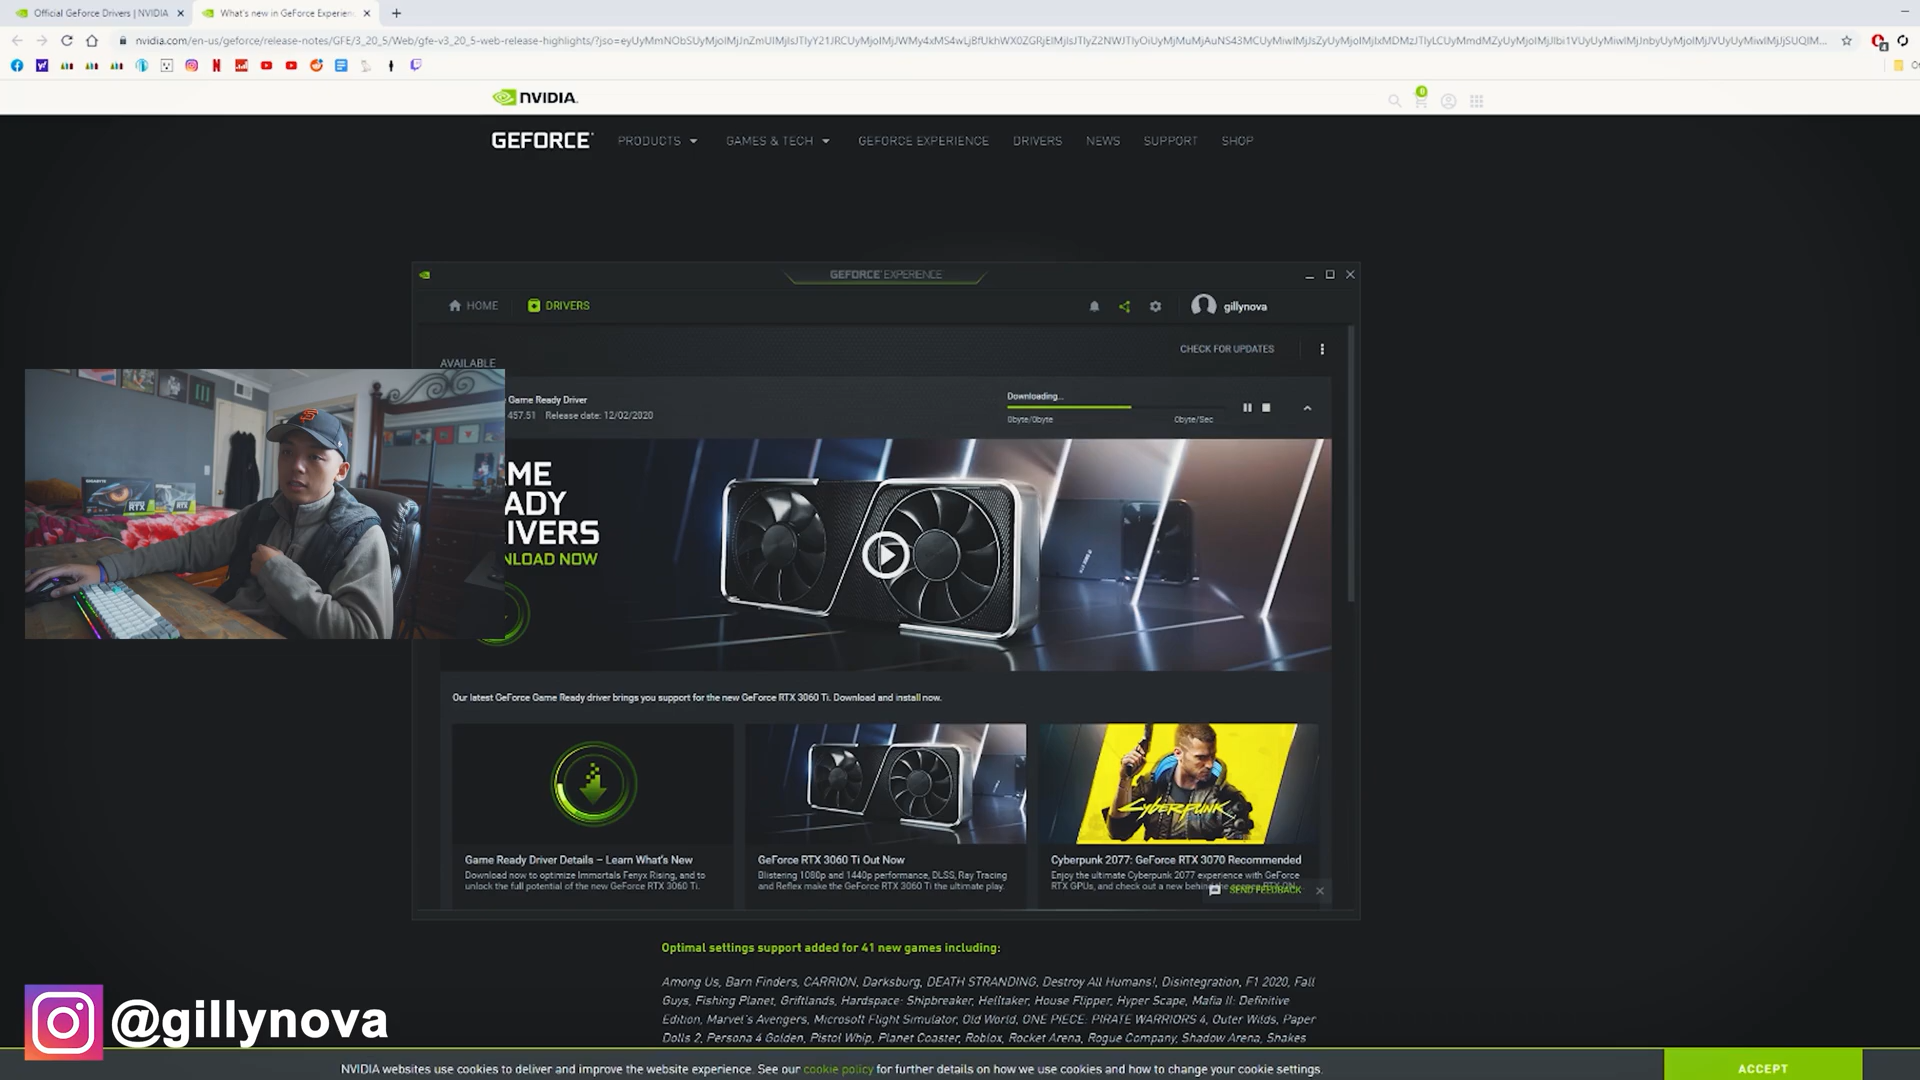 Official GeForce Drivers | NVIDIA
What's new in GeForce Experien
NVIDIA.
0
GEFORCE
PRODUCTS
GAMES & TECH
GEFORCE EXPERIENCE
DRIVERS
NEWS
SUPPORT
SHOP
GEFORCE EXPERIENCE
HOME
DRIVERS
gillynova
CHECK FOR UPDATES
AVAILABLE
Game Ready Driver
457.51 Release date: 12/02/2020
Downloading...
0byte/0byte
0byte/Sec
ME
ADY
IVERS
NLOAD NOW
Our latest GeForce Game Ready driver brings you support for the new GeForce RTX 3060 Ti. Download and install now.
Game Ready Driver Details – Learn What's New
Download now to optimize Immortals Fenyx Rising, and to
unlock the full potential of the new GeForce RTX 3060 Ti.
GeForce RTX 3060 Ti Out Now
Blistering 1080p and 1440p performance, DLSS, Ray Tracing
and Reflex make the GeForce RTX 3060 Ti the ultimate play.
CYBERPUNK
Cyberpunk 2077: GeForce RTX 3070 Recommended
Enjoy the ultimate Cyberpunk 2077 experience with GeForce
RTX GPUs, and check out a new behind
SEND FEEDBACK
Optimal settings support added for 41 new games including:
Among Us, Barn Finders, CARRION, Darksburg, DEATH STRANDING, Destroy All Humans!, Disintegration, F1 2020, Fall
Guys, Fishing Planet, Griftlands, Hardspace: Shipbreaker, Helltaker, House Flipper, Hyper Scape, Mafia II: Definitive
Edition, Marvel's Avengers, Microsoft Flight Simulator, Old World, ONE PIECE: PIRATE WARRIORS 4, Outer Wilds, Paper
Dolls 2, Persona 4 Golden, Pistol Whip, Planet Coaster, Roblox, Rocket Arena, Rogue Company, Shadow Arena, Shakes
@gillynova
NVIDIA websites use cookies to deliver and improve the website experience. See our cookie policy for further details on how we use cookies and how to change your cookie settings.
ACCEPT